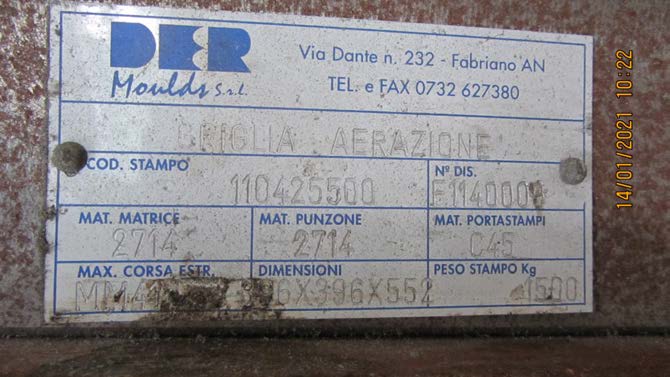 DER
Moulds s.r.l.
Via Dante n. 232 - Fabriano AN
TEL. e FAX 0732 627380
GRIGLIA AERAZIONE
COD. STAMPO
110425500
N° DIS.
MAT. MATRICE
2714
MAT. PUNZONE
2714
MAT. PORTASTAMPI
C45
MAX. CORSA ESTR.
DIMENSIONI
PESO STAMPO Kg
1500
14/01/2021 10:22